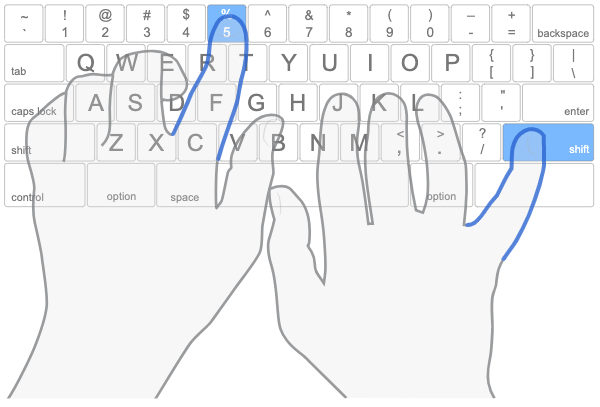 ~ ! @ # $ % ^ & * ( ) – +
` 1 2 3 4 5 6 7 8 9 0 - = backspace
tab Q W E R T Y U I O P { } |
[ ] \
caps lock A S D F G H J K L : " enter
; '
shift Z X C V B N M < > ? shift
, . /
control option space option